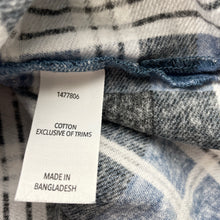 1477806
COTTON
EXCLUSIVE OF TRIMS
MADE IN
BANGLADESH